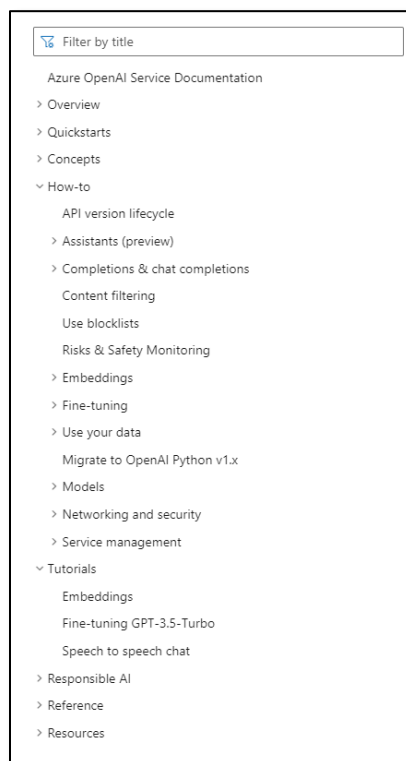 Filter by title
Azure OpenAI Service Documentation
Overview
Quickstarts
Concepts
How-to
API version lifecycle
Assistants (preview)
Completions & chat completions
Content filtering
Use blocklists
Risks & Safety Monitoring
Embeddings
Fine-tuning
Use your data
Migrate to OpenAI Python v1.x
Models
Networking and security
Service management
Tutorials
Embeddings
Fine-tuning GPT-3.5-Turbo
Speech to speech chat
Responsible AI
Reference
Resources